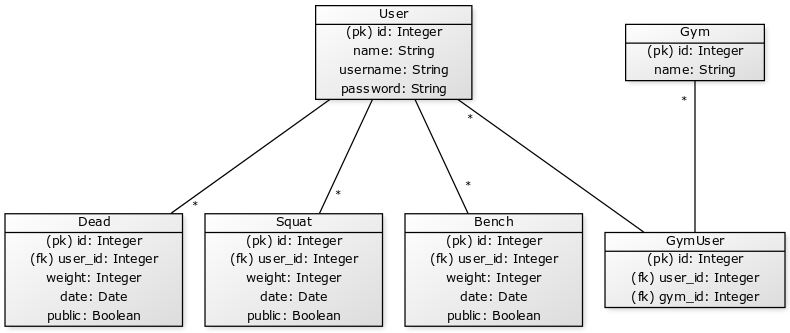 User
(pk) id: Integer
name: String
username: String
password: String
Gym
(pk) id: Integer
name: String
*
*
*
*
*
Dead
(pk) id: Integer
(fk) user_id: Integer
weight: Integer
date: Date
public: Boolean
Squat
(pk) id: Integer
(fk) user_id: Integer
weight: Integer
date: Date
public: Boolean
Bench
(pk) id: Integer
(fk) user_id: Integer
weight: Integer
date: Date
public: Boolean
GymUser
(pk) id: Integer
(fk) user_id: Integer
(fk) gym_id: Integer